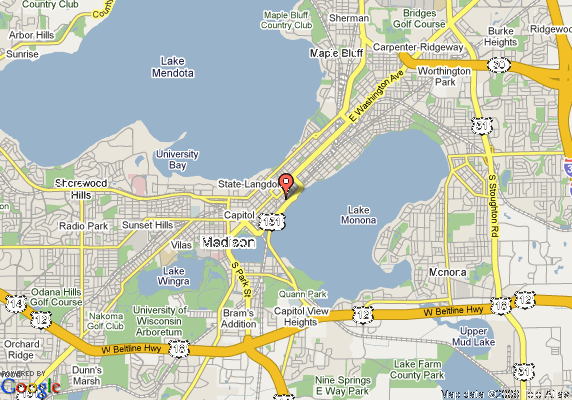 Maple Bluff
Country Club
Sherman
Bridges
Golf Course
Burke
Heights
Ridgewood
Blackhawk
Country Club
Arbor Hills
Sunrise
Lake
Mendota
Maple Bluff
Carpenter-Ridgeway
30
Worthington
Park
E Washington Ave
51
University
Bay
State-Langdon
Shorewood
Hills
Capitol
151
Lake
Monona
S Stoughton Rd
Radio Park
Sunset Hills
Vilas
Madison
Lake
Wingra
S Park St
Monona
Odana Hills
Golf Course
14
12
Nakoma
Golf Club
University of
Wisconsin
Arboretum
Bram's
Addition
Quann Park
Capitol View
Heights
W Beltline Hwy
12
12
Upper
Mud Lake
Orchard
Ridge
W Beltline Hwy
18
12
Dunn's
Marsh
Lake Farm
County Park
Nine Springs
E Way Park
51
POWERED BY
Google